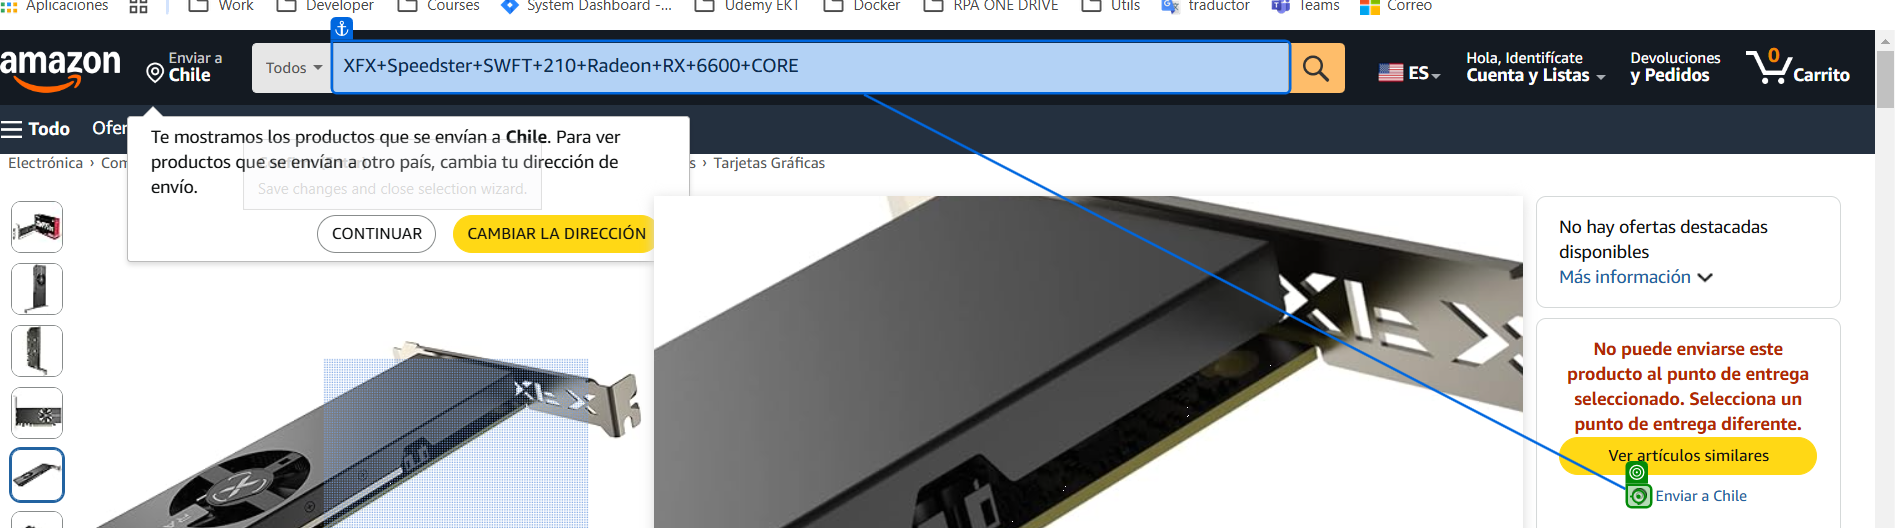 Aplicaciones Work Developer Courses System Dashboard -... Udemy EKT Docker RPA ONE DRIVE Utils traductor Teams Correo
amazon
Enviar a
Chile
Todos
XFX+Speedster+SWFT+210+Radeon+RX+6600+CORE
ES
Hola, Identifícate
Cuenta y Listas
Devoluciones
y Pedidos
0
Carrito
Todo Ofer
Te mostramos los productos que se envían a Chile. Para ver
productos que se envían a otro país, cambia tu dirección de
envío.
Save changes and close selection wizard.
CONTINUAR CAMBIAR LA DIRECCIÓN
Electrónica › Com
s › Tarjetas Gráficas
No hay ofertas destacadas
disponibles
Más información
No puede enviarse este
producto al punto de entrega
seleccionado. Selecciona un
punto de entrega diferente.
Ver artículos similares
Enviar a Chile